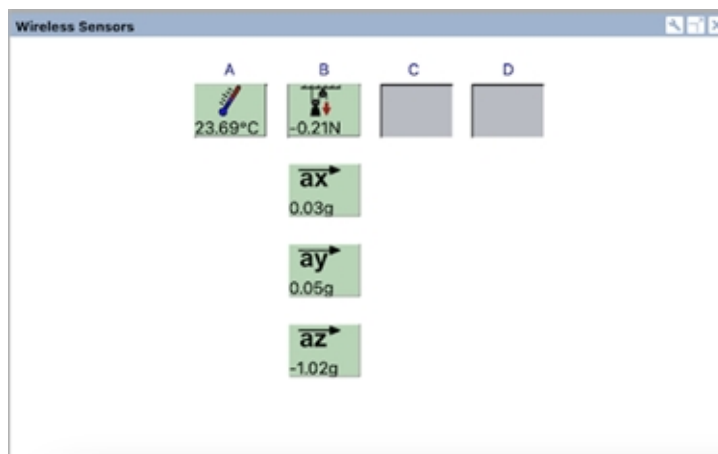 Wireless Sensors
A B C D
23.69°C -0.21N
ax
0.03g
ay
0.05g
az
-1.02g